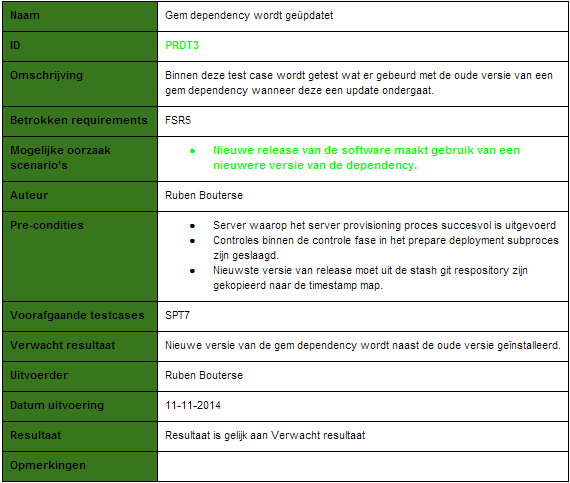 Naam Gem dependency wordt geüpdatet
ID PRDT3
Omschrijving Binnen deze test case wordt getest wat er gebeurd met de oude versie van een
gem dependency wanneer deze een update ondergaat.
Betrokken requirements FSR5
Mogelijke oorzaak ● Nieuwe release van de software maakt gebruik van een
scenario's nieuwere versie van de dependency.
Auteur Ruben Bouterse
Pre-condities ● Server waarop het server provisioning proces succesvol is uitgevoerd
● Controles binnen de controle fase in het prepare deployment subproces
zijn geslaagd.
● Nieuwste versie van release moet uit de stash git respository zijn
gekopieerd naar de timestamp map.
Voorafgaande testcases SPT7
Verwacht resultaat Nieuwe versie van de gem dependency wordt naast de oude versie geïnstalleerd.
Uitvoerder Ruben Bouterse
Datum uitvoering 11-11-2014
Resultaat Resultaat is gelijk aan Verwacht resultaat
Opmerkingen